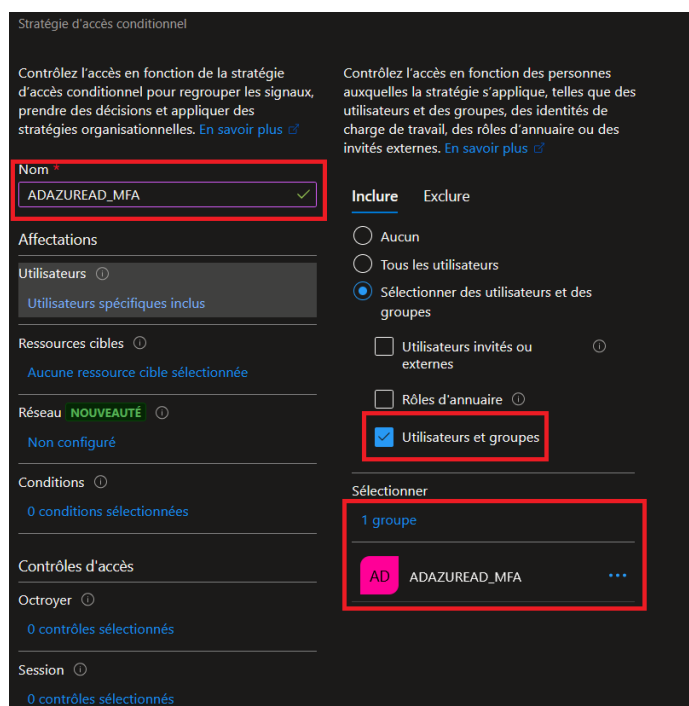 Stratégie d'accès conditionnel
Contrôlez l'accès en fonction de la stratégie
d'accès conditionnel pour regrouper les signaux,
prendre des décisions et appliquer des
stratégies organisationnelles. En savoir plus
Nom *
ADAZUREAD_MFA
Affectations
Utilisateurs
Utilisateurs spécifiques inclus
Ressources cibles
Aucune ressource cible sélectionnée
Réseau NOUVEAUTÉ
Non configuré
Conditions
0 conditions sélectionnées
Contrôles d'accès
Octroyer
0 contrôles sélectionnés
Session
0 contrôles sélectionnés
Contrôlez l'accès en fonction des personnes
auxquelles la stratégie s'applique, telles que des
utilisateurs et des groupes, des identités de
charge de travail, des rôles d'annuaire ou des
invités externes. En savoir plus
Inclure Exclure
Aucun
Tous les utilisateurs
Sélectionner des utilisateurs et des
groupes
Utilisateurs invités ou
externes
Rôles d'annuaire
Utilisateurs et groupes
Sélectionner
1 groupe
AD ADAZUREAD_MFA